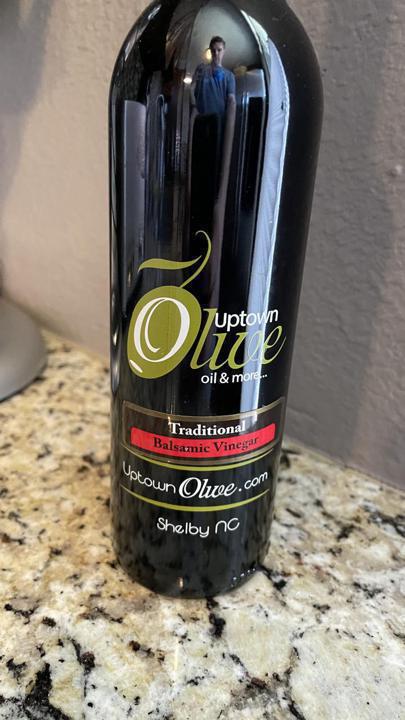 Uptown
Olive
oil & more...
Traditional
Balsamic Vinegar
UptownOlive.com
Shelby NC